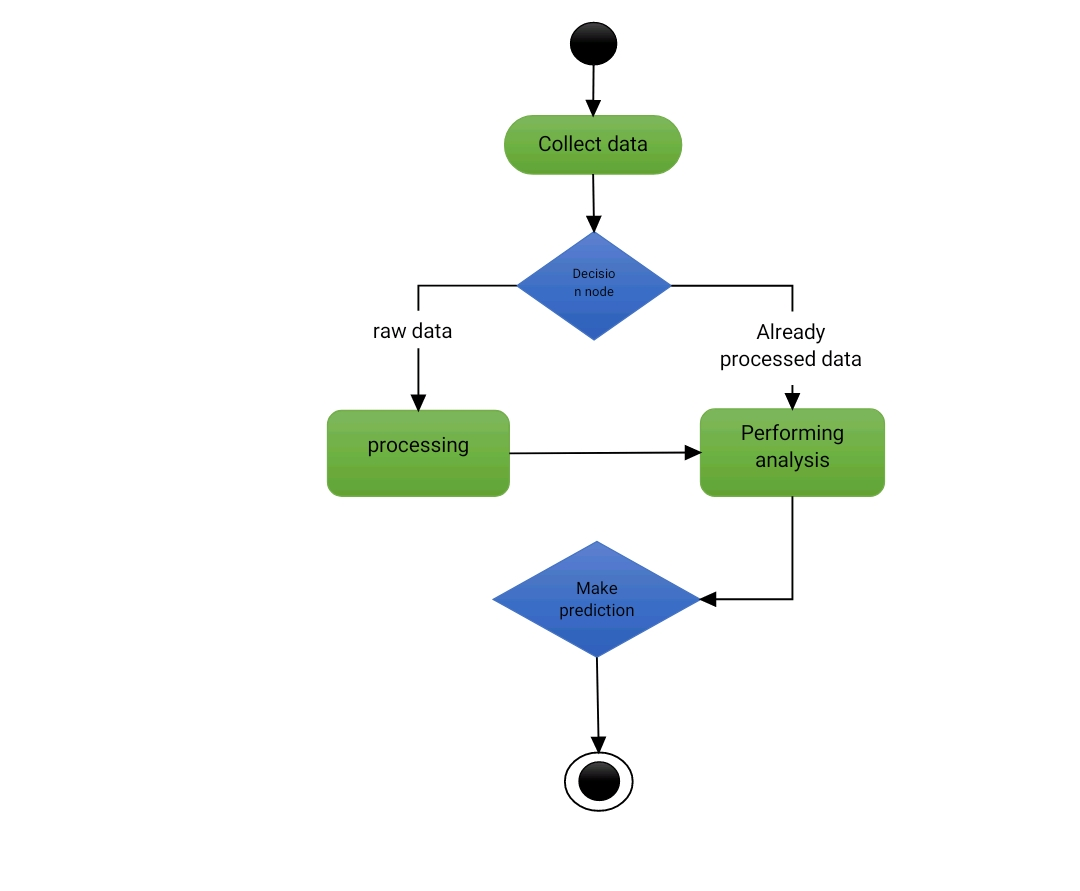 Collect data
Decisio
n node
raw data
Already
processed data
processing
Performing
analysis
Make
prediction